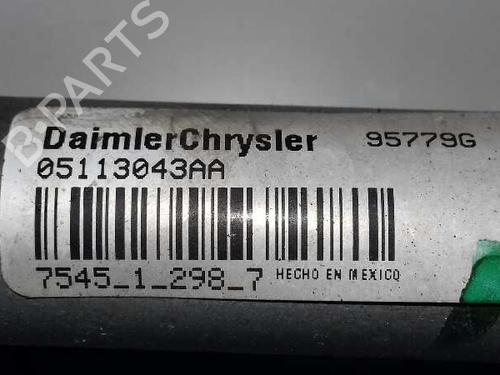 B-PARTS
DaimlerChrysler 95779G
05113043AA
7545_1_298_7 HECHO EN MEXICO